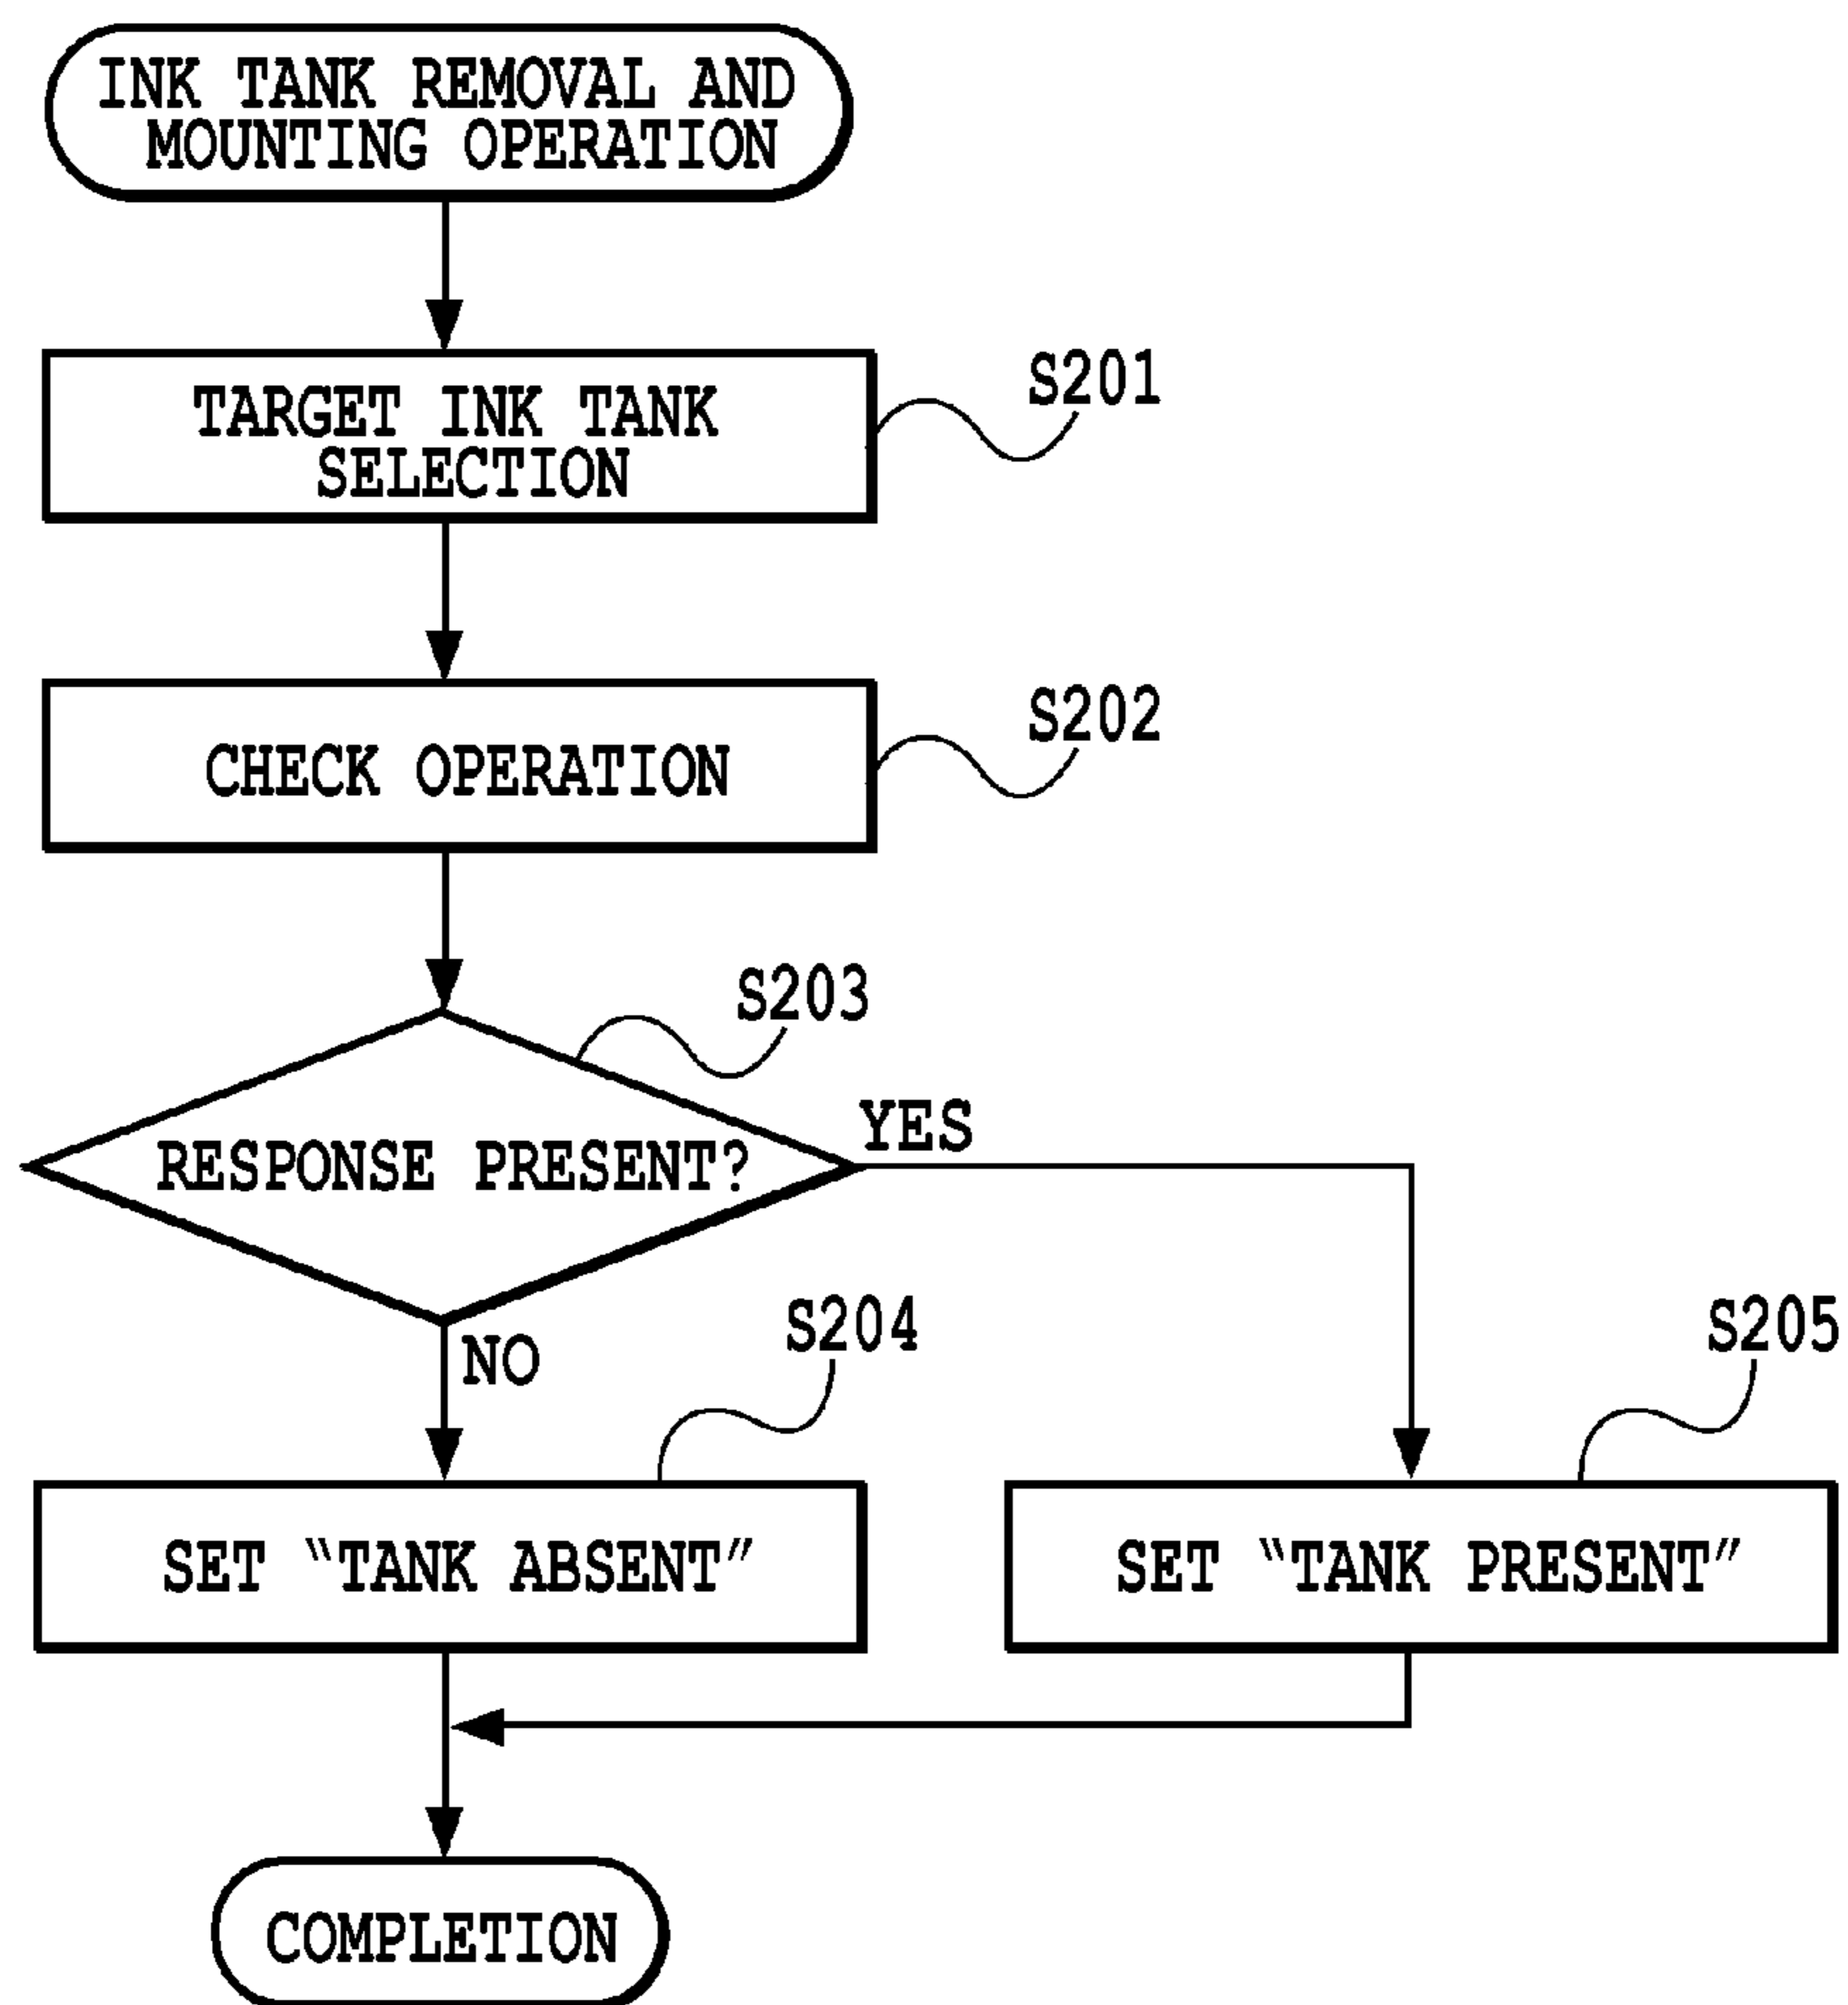 INK TANK REMOVAL AND
MOUNTING OPERATION
TARGET INK TANK
SELECTION
S201
CHECK OPERATION
S202
S203
RESPONSE PRESENT?
YES
NO
S204
S205
SET “TANK ABSENT”
SET “TANK PRESENT”
COMPLETION